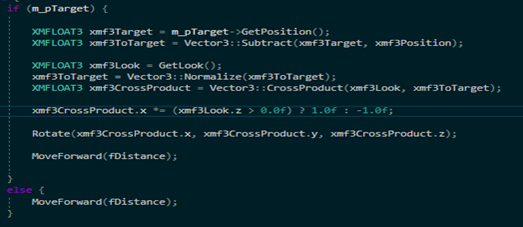 if (m_pTarget) {
XMFLOAT3 xmf3Target = m_pTarget->GetPosition();
XMFLOAT3 xmf3ToTarget = Vector3::Subtract(xmf3Target, xmf3Position);
XMFLOAT3 xmf3Look = GetLook();
xmf3ToTarget = Vector3::Normalize(xmf3ToTarget);
XMFLOAT3 xmf3CrossProduct = Vector3::CrossProduct(xmf3Look, xmf3ToTarget);
xmf3CrossProduct.x *= (xmf3Look.z > 0.0f) ? 1.0f : -1.0f;
Rotate(xmf3CrossProduct.x, xmf3CrossProduct.y, xmf3CrossProduct.z);
MoveForward(fDistance);
}
else {
MoveForward(fDistance);
}